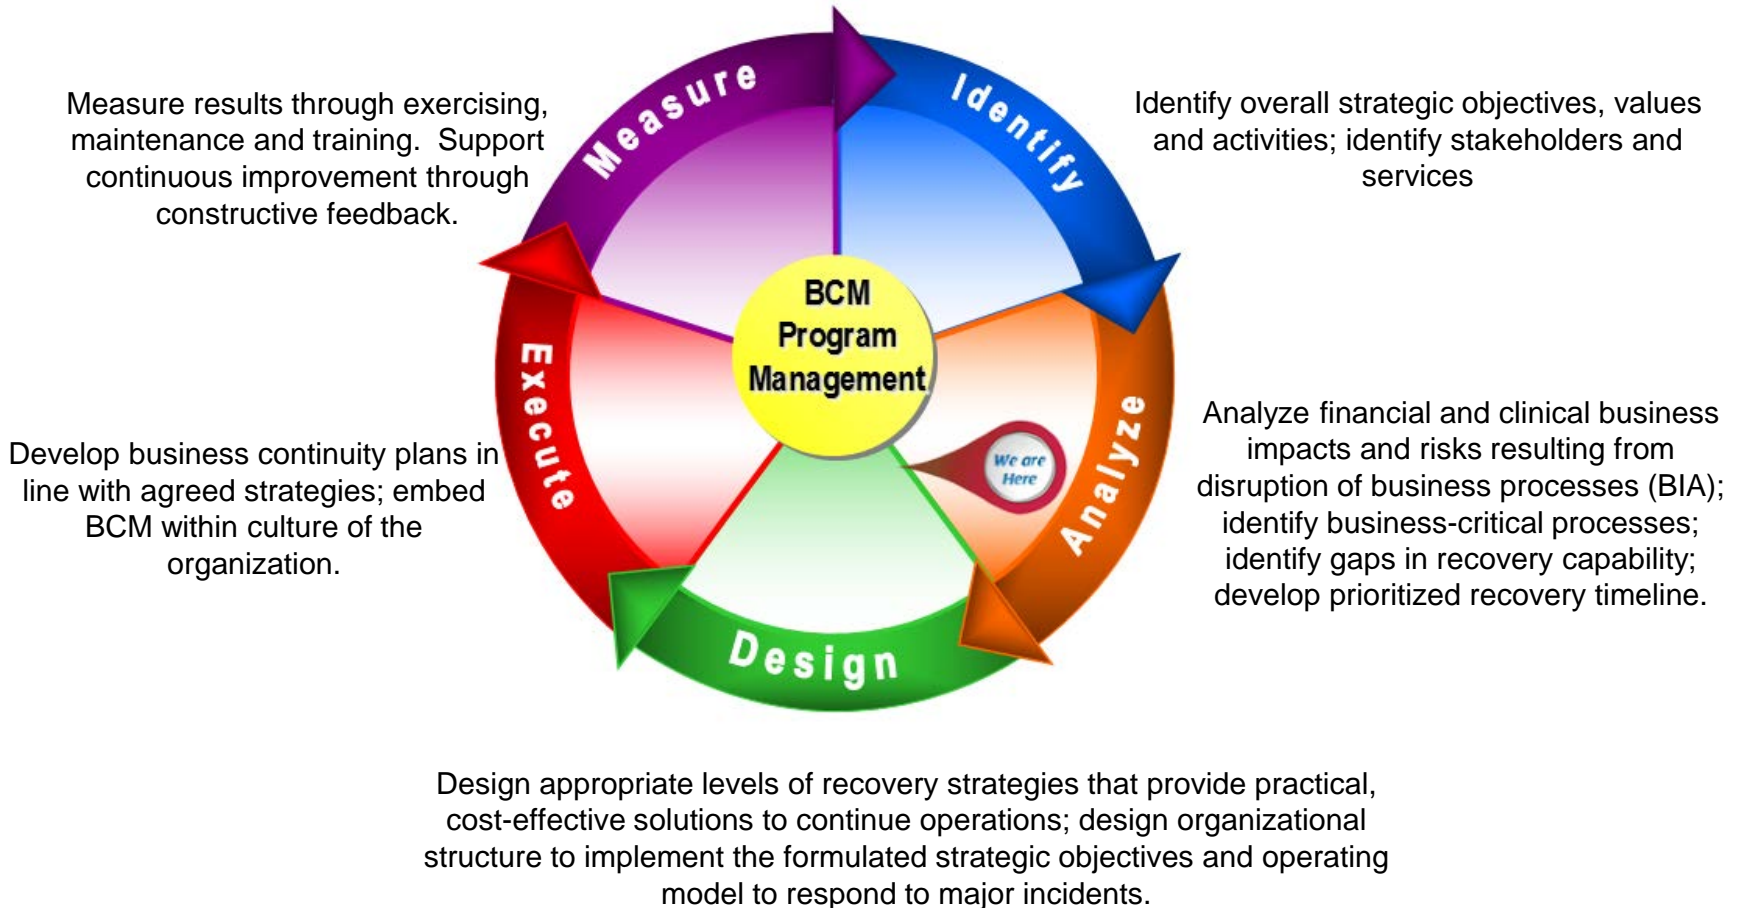 Measure
Identify
Measure results through exercising,
maintenance and training.  Support
continuous improvement through
constructive feedback.
Identify overall strategic objectives, values
and activities; identify stakeholders and
services
BCM
Program
Management
Execute
Analyze
We are
Here
Develop business continuity plans in
line with agreed strategies; embed
BCM within culture of the
organization.
Analyze financial and clinical business
impacts and risks resulting from
disruption of business processes (BIA);
identify business-critical processes;
identify gaps in recovery capability;
develop prioritized recovery timeline.
Design
Design appropriate levels of recovery strategies that provide practical,
cost-effective solutions to continue operations; design organizational
structure to implement the formulated strategic objectives and operating
model to respond to major incidents.